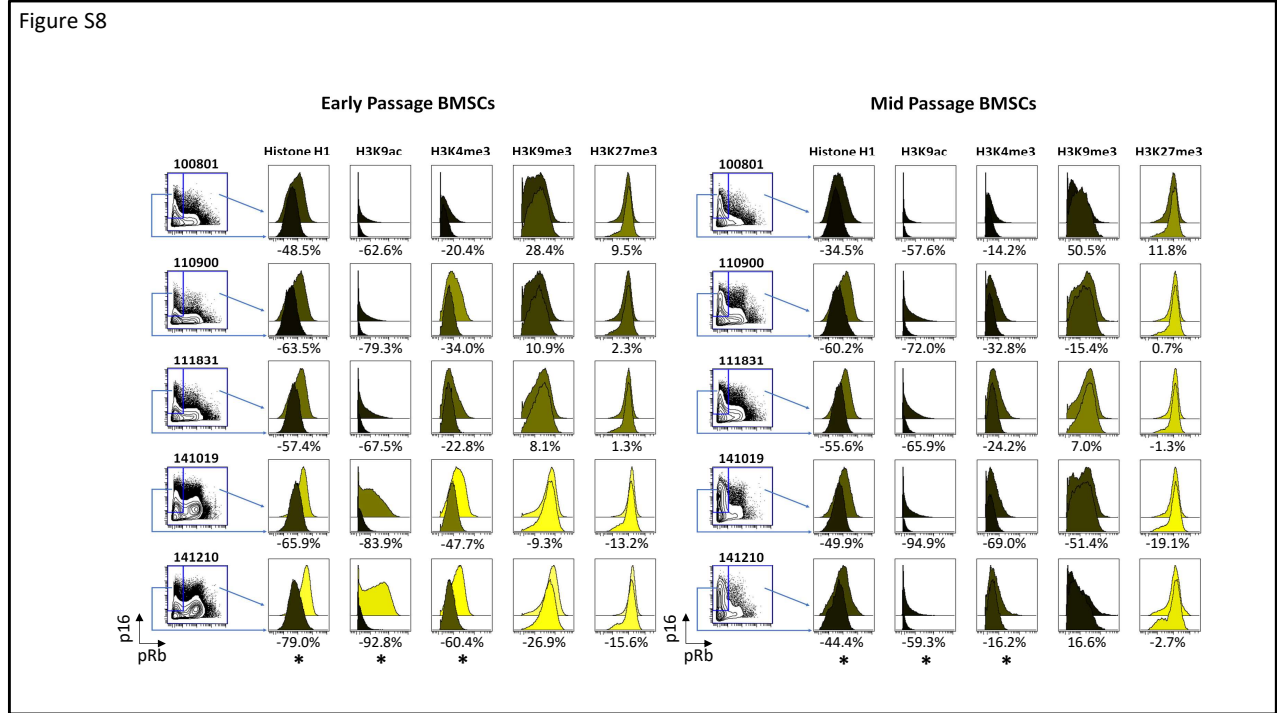 Figure S8
Early Passage BMSCs
Mid Passage BMSCs
Histone H1 H3K9ac H3K4me3 H3K9me3 H3K27me3
Histone H1 H3K9ac H3K4me3 H3K9me3 H3K27me3
100801
100801
-48.5% -62.6% -20.4% 28.4% 9.5%
-34.5% -57.6% -14.2% 50.5% 11.8%
110900
110900
-63.5% -79.3% -34.0% 10.9% 2.3%
-60.2% -72.0% -32.8% -15.4% 0.7%
111831
111831
-57.4% -67.5% -22.8% 8.1% 1.3%
-55.6% -65.9% -24.2% 7.0% -1.3%
141019
141019
-65.9% -83.9% -47.7% -9.3% -13.2%
-49.9% -94.9% -69.0% -51.4% -19.1%
141210
141210
p16
p16
-79.0% -92.8% -60.4% -26.9% -15.6%
-44.4% -59.3% -16.2% 16.6% -2.7%
pRb * * *
pRb * * *